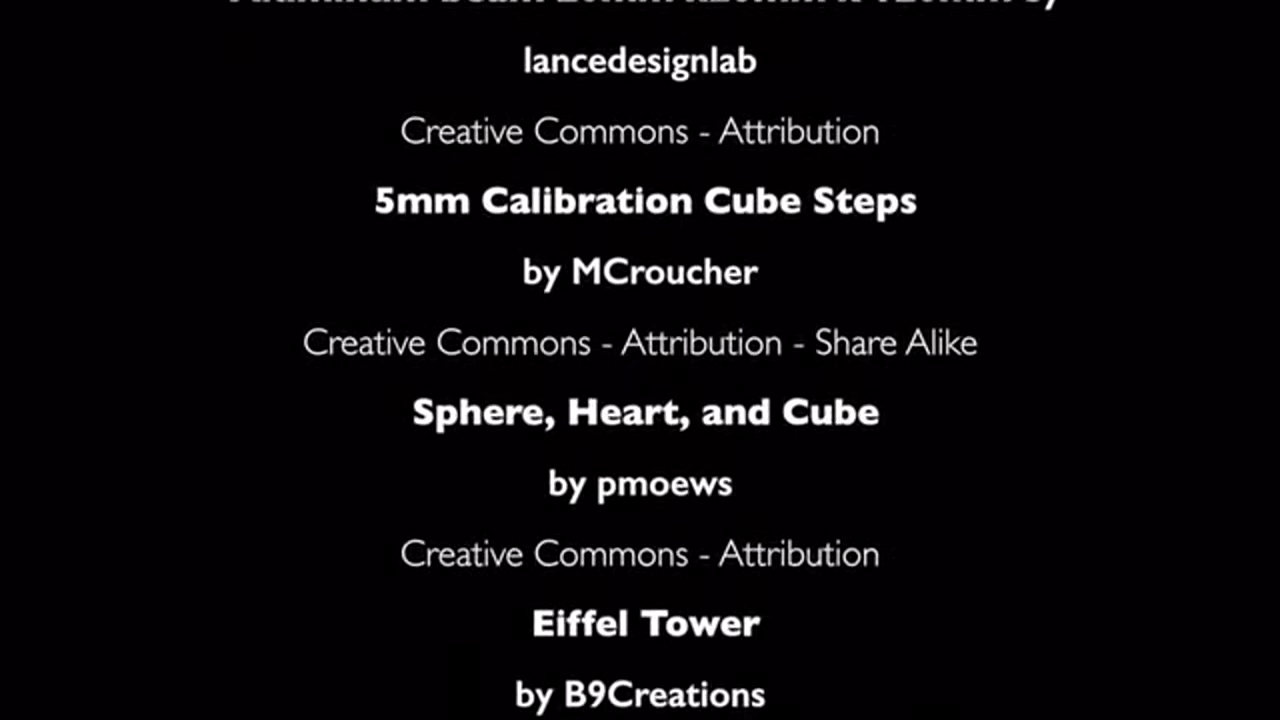 lancedesignlab
Creative Commons - Attribution
5mm Calibration Cube Steps
by MCroucher
Creative Commons - Attribution - Share Alike
Sphere, Heart, and Cube
by pmoews
Creative Commons - Attribution
Eiffel Tower
by B9Creations